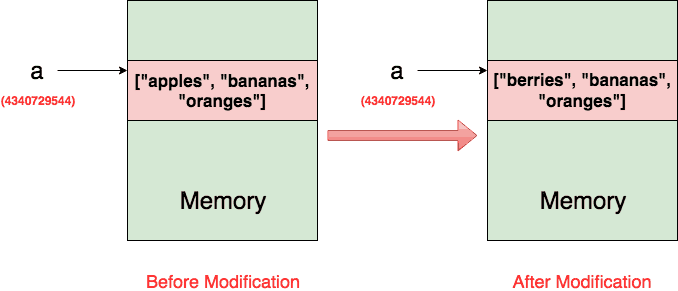 a
(4340729544)
["apples", "bananas",
"oranges"]
Memory
Before Modification
a
(4340729544)
["berries", "bananas",
"oranges"]
Memory
After Modification